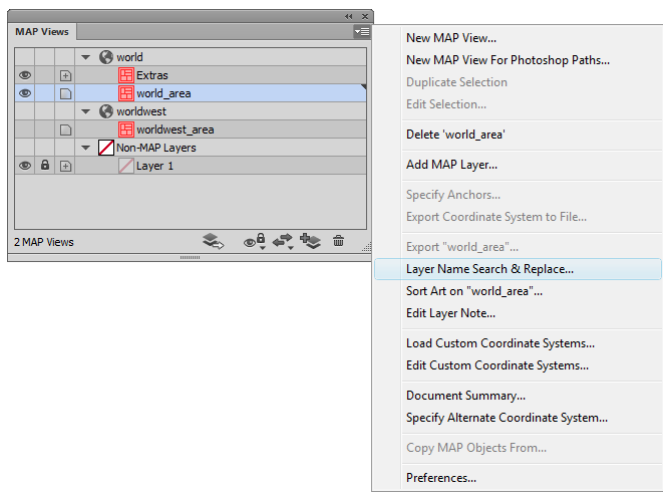 MAP Views
world
Extras
world_area
worldwest
worldwest_area
Non-MAP Layers
Layer 1
2 MAP Views
New MAP View...
New MAP View For Photoshop Paths...
Duplicate Selection
Edit Selection...
Delete 'world_area'
Add MAP Layer...
Specify Anchors...
Export Coordinate System to File...
Export "world_area"...
Layer Name Search & Replace...
Sort Art on "world_area"...
Edit Layer Note...
Load Custom Coordinate Systems...
Edit Custom Coordinate Systems...
Document Summary...
Specify Alternate Coordinate System...
Copy MAP Objects From...
Preferences...